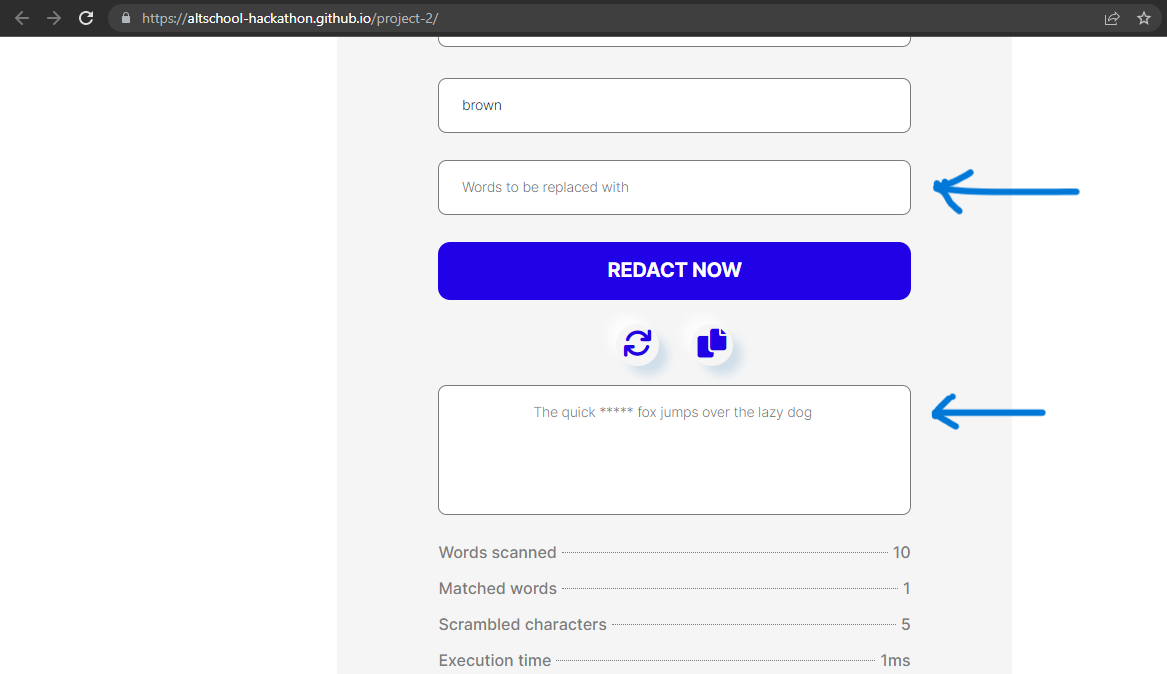 https://altschool-hackathon.github.io/project-2/
brown
Words to be replaced with
REDACT NOW
The quick ***** fox jumps over the lazy dog
Words scanned 10
Matched words 1
Scrambled characters 5
Execution time 1ms